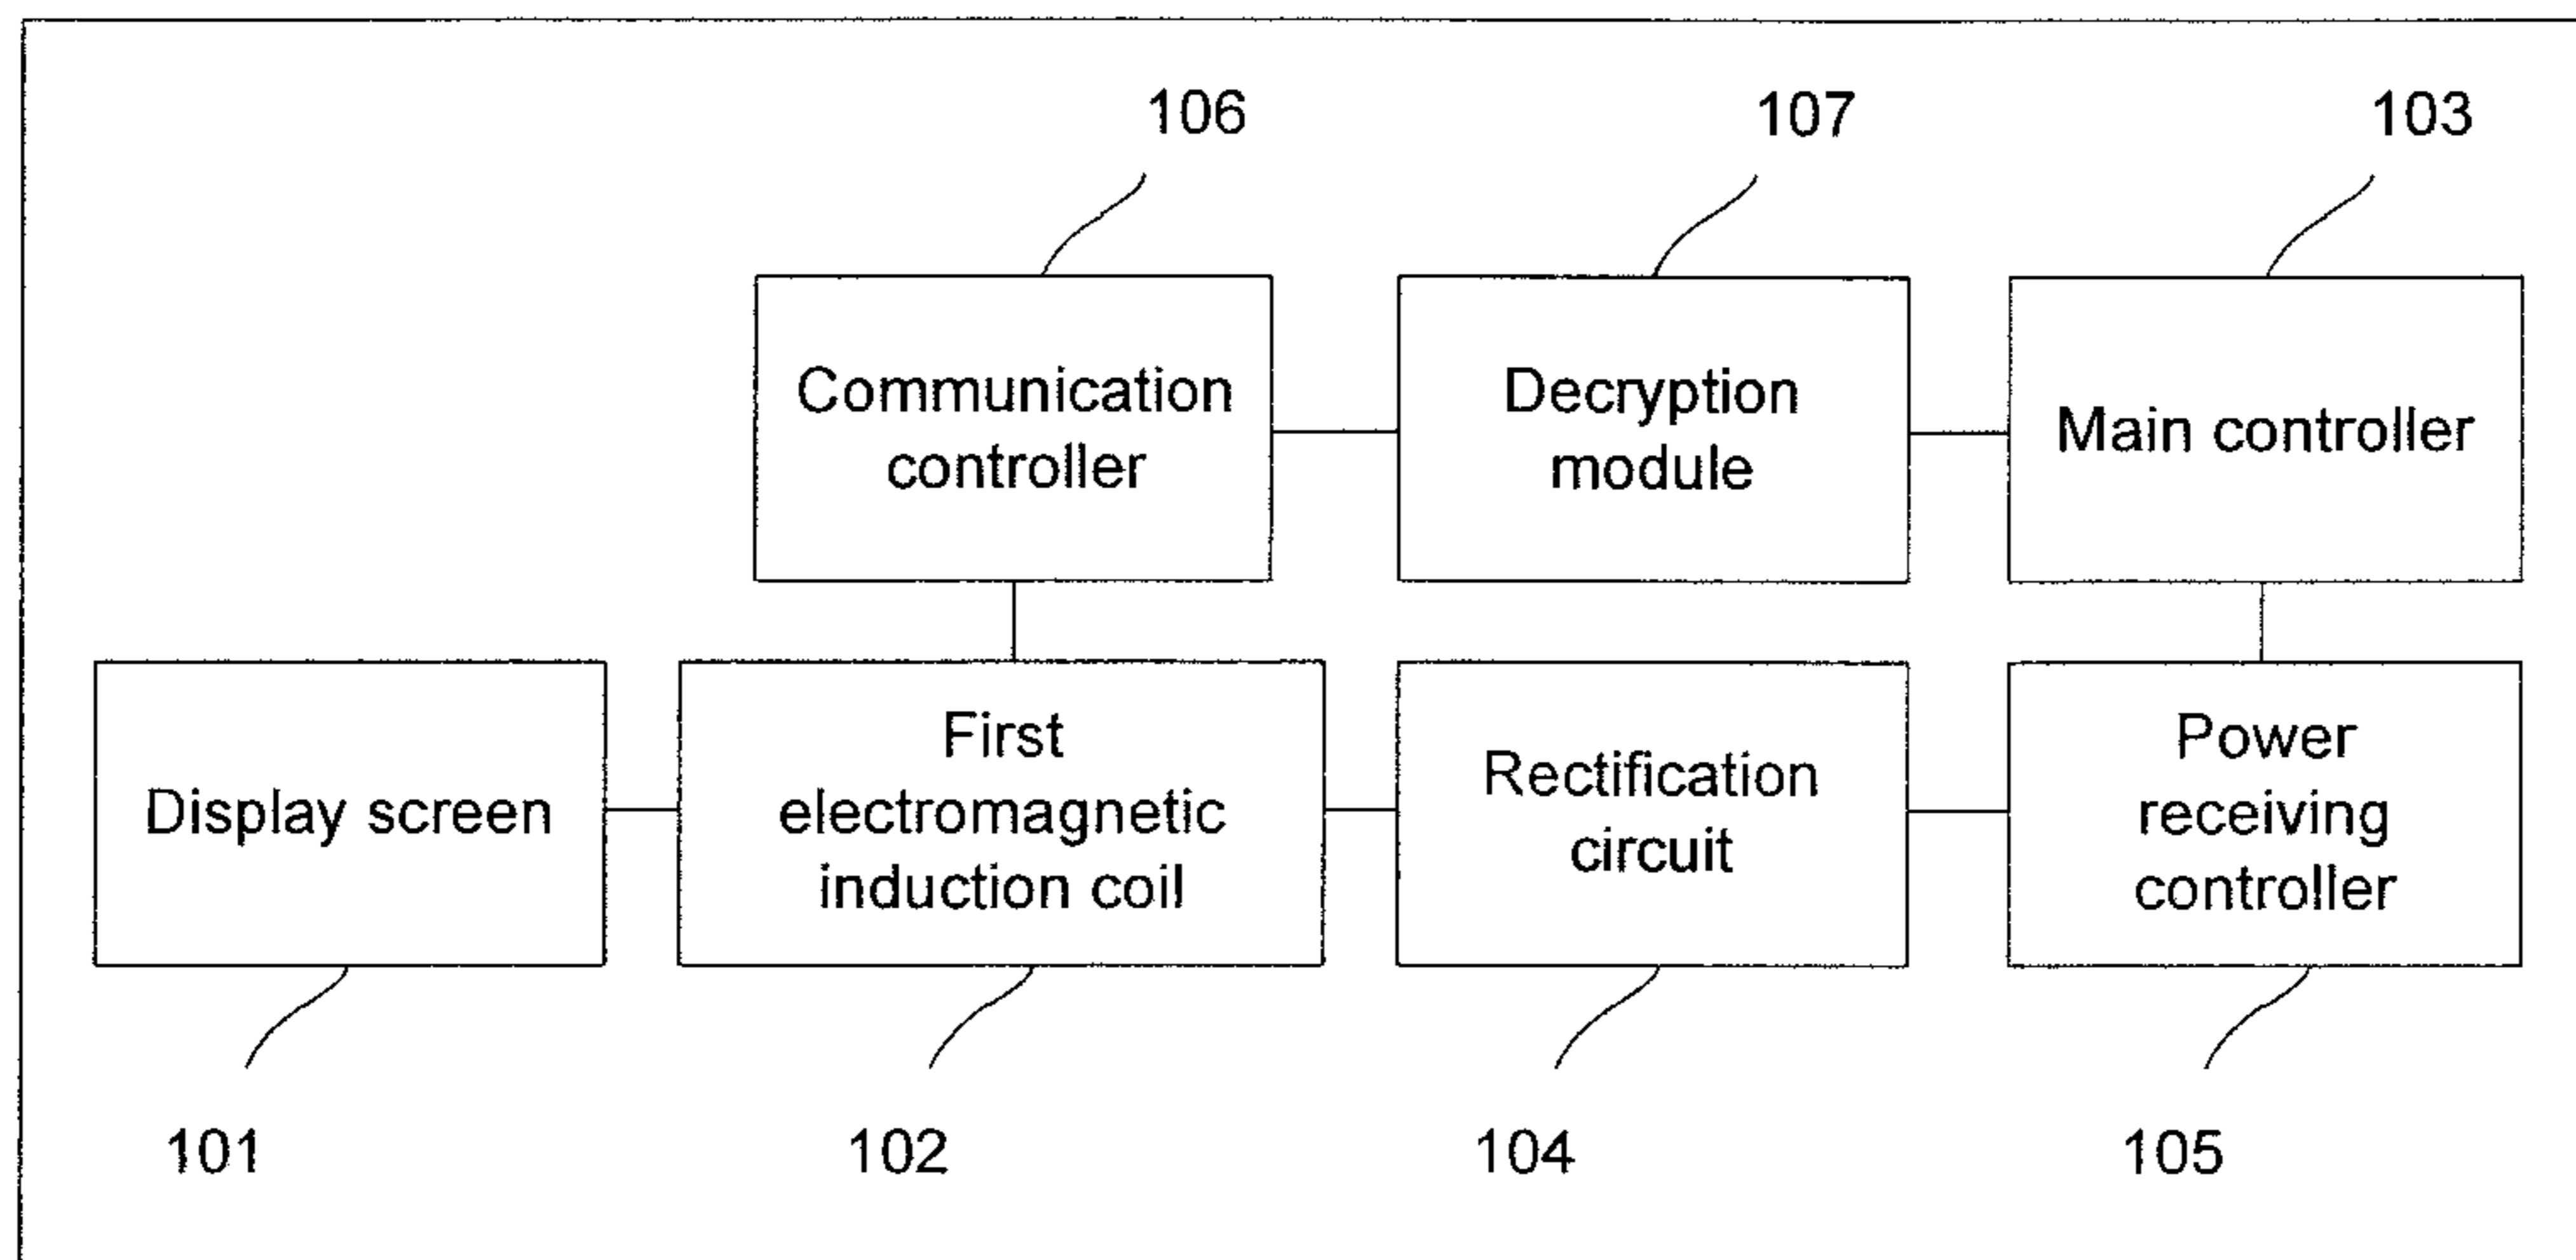 106
107
103
Communication
controller
Decryption
module
Main controller
Display screen
First
electromagnetic
induction coil
Rectification
circuit
Power
receiving
controller
101
102
104
105